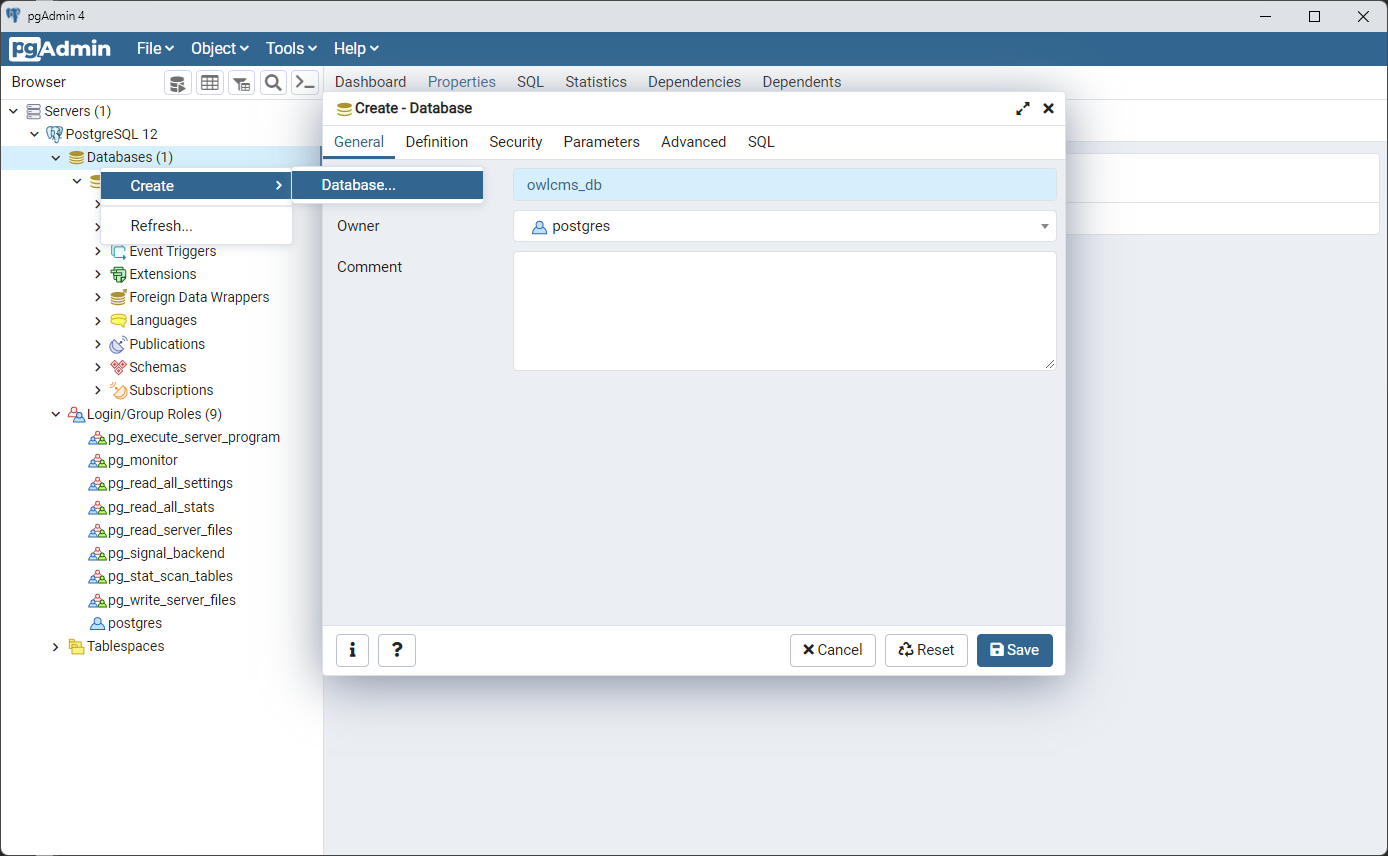 pgAdmin 4
pgAdmin File Object Tools Help
Browser
Dashboard Properties SQL Statistics Dependencies Dependents
Servers (1)
PostgreSQL 12
Databases (1)
Create
Refresh...
Database...
Event Triggers
Extensions
Foreign Data Wrappers
Languages
Publications
Schemas
Subscriptions
Login/Group Roles (9)
pg_execute_server_program
pg_monitor
pg_read_all_settings
pg_read_all_stats
pg_read_server_files
pg_signal_backend
pg_stat_scan_tables
pg_write_server_files
postgres
Tablespaces
Create - Database
General Definition Security Parameters Advanced SQL
owlcms_db
Owner postgres
Comment
i ? Cancel Reset Save